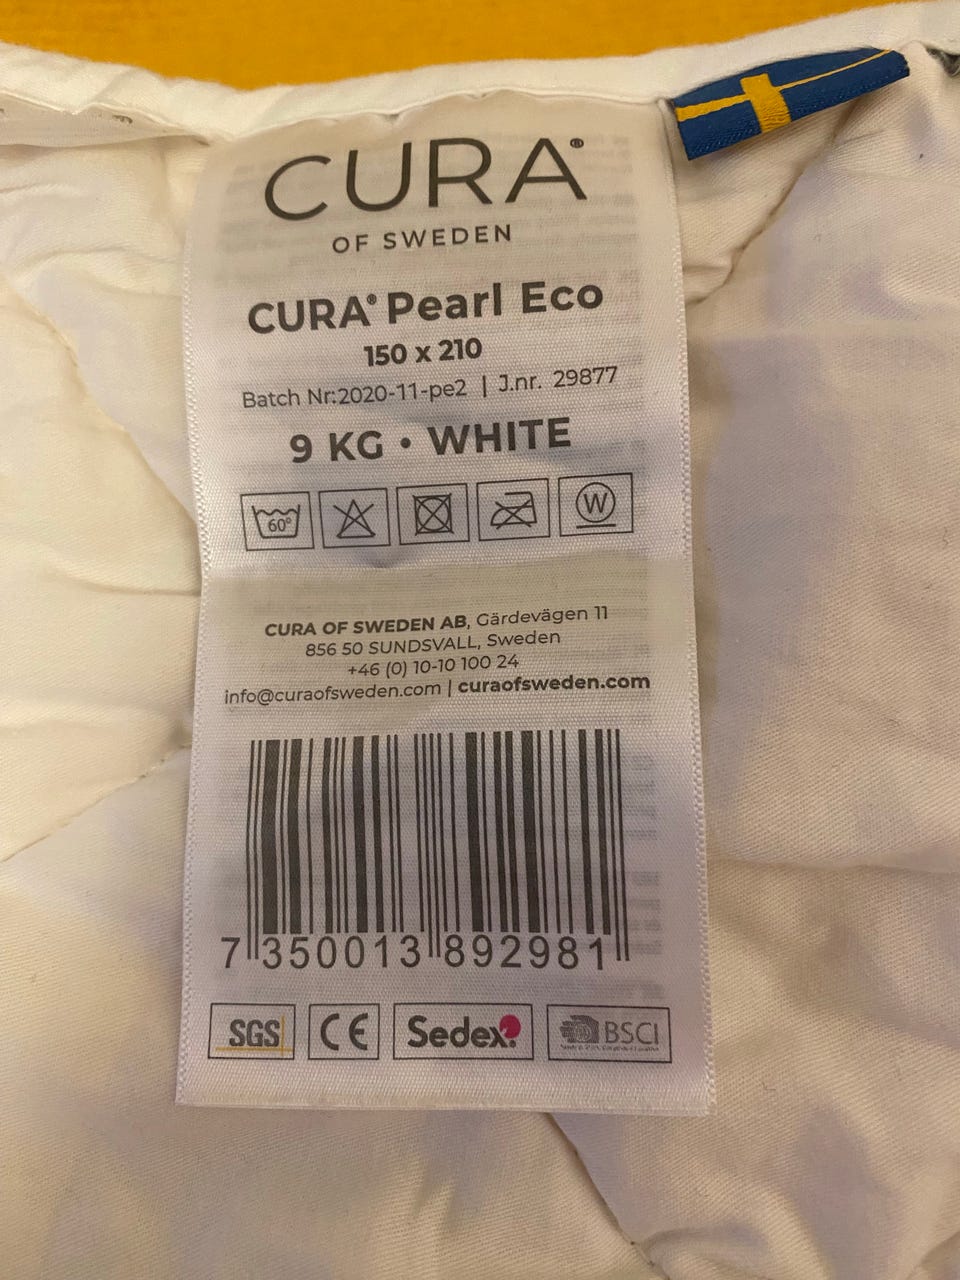 CURA®
OF SWEDEN
CURA® Pearl Eco
150 x 210
Batch Nr:2020-11-pe2 | J.nr. 29877
9 KG • WHITE
60° W
CURA OF SWEDEN AB, Gärdevägen 11
856 50 SUNDSVALL, Sweden
+46 (0) 10-10 100 24
info@curaofsweden.com | curaofsweden.com
7 350013 892981
SGS CE Sedex BSCI